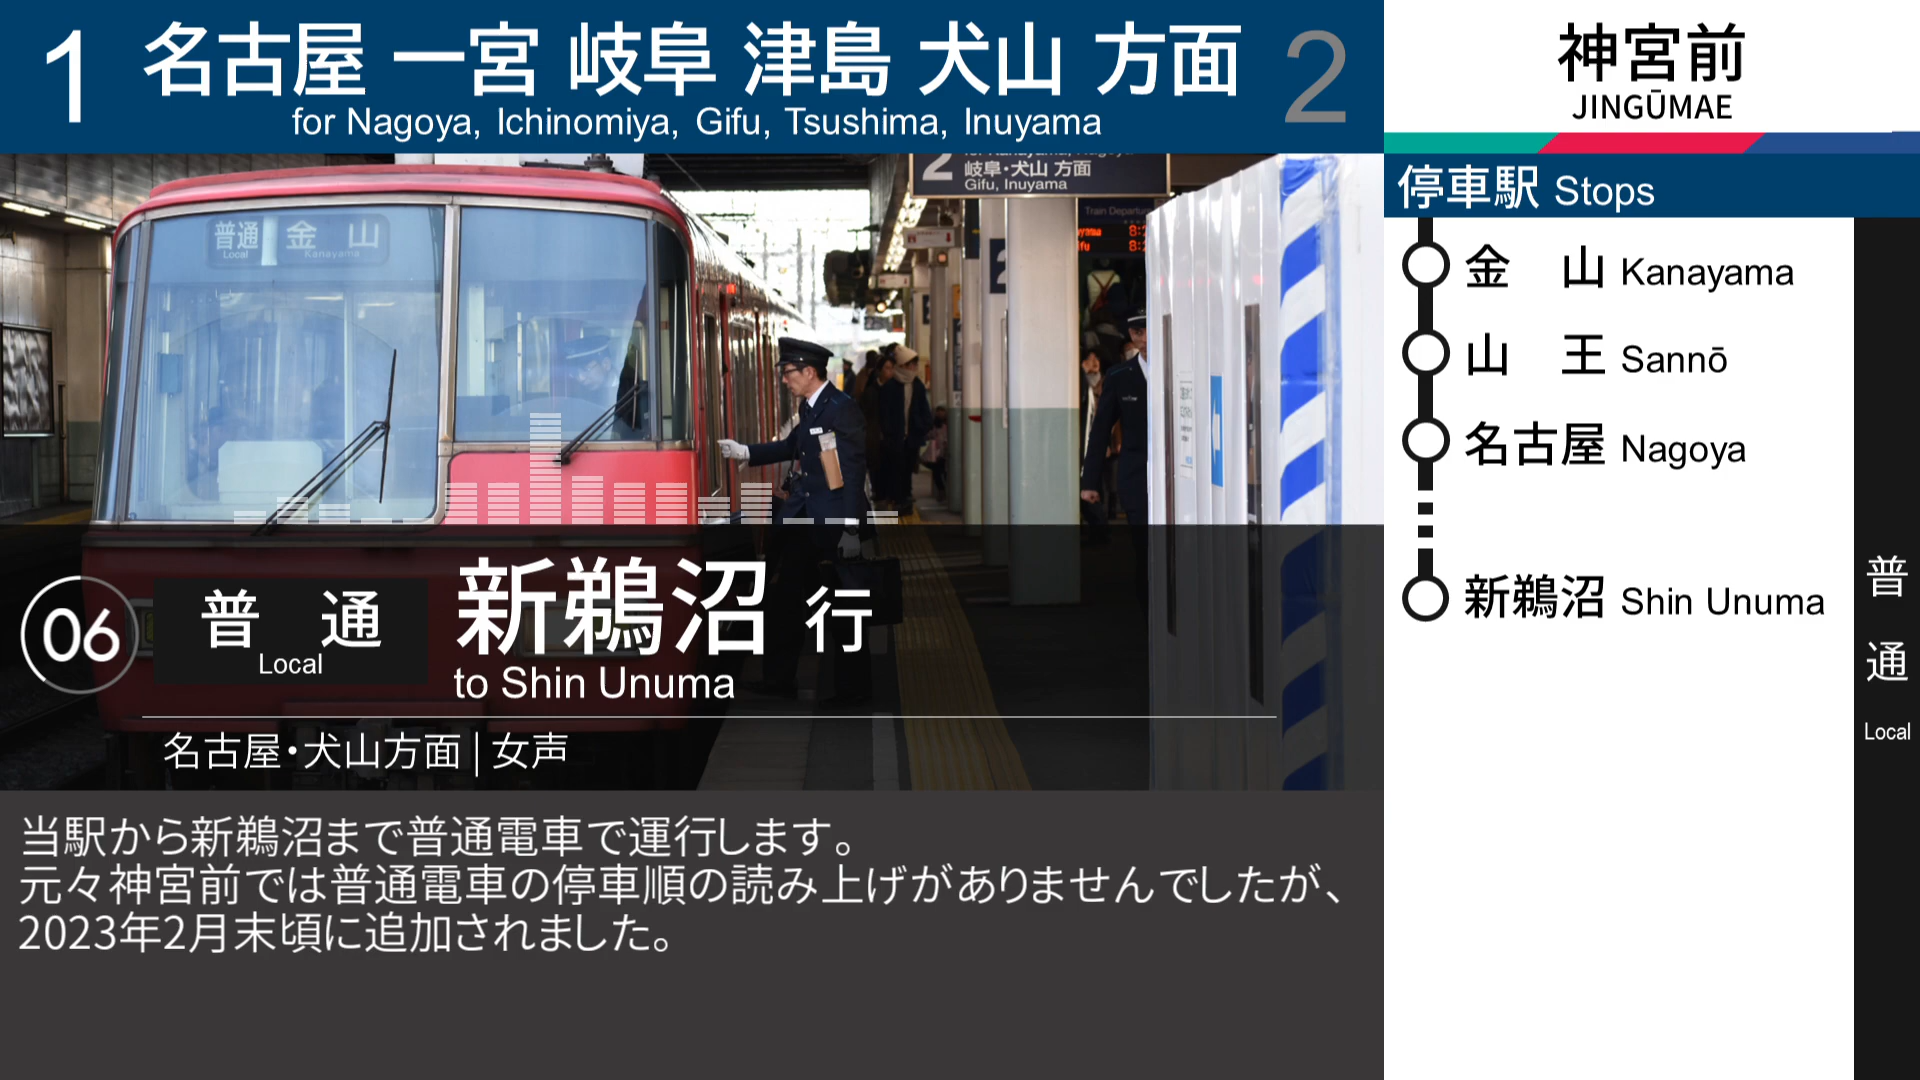 1 名古屋 一宮 岐阜 津島 犬山 方面 2
for Nagoya, Ichinomiya, Gifu, Tsushima, Inuyama
神宮前
JINGŪMAE
停車駅 Stops
金 山 Kanayama
山 王 Sannō
名古屋 Nagoya
新鵜沼 Shin Unuma
普 通
Local
2
岐阜・犬山 方面
Gifu, Inuyama
Train Departure
普通 金 山
Local Kanayama
2
06 普 通 新鵜沼 行
Local to Shin Unuma
名古屋・犬山方面 | 女声
当駅から新鵜沼まで普通電車で運行します。
元々神宮前では普通電車の停車順の読み上げがありませんでしたが、
2023年2月末頃に追加されました。